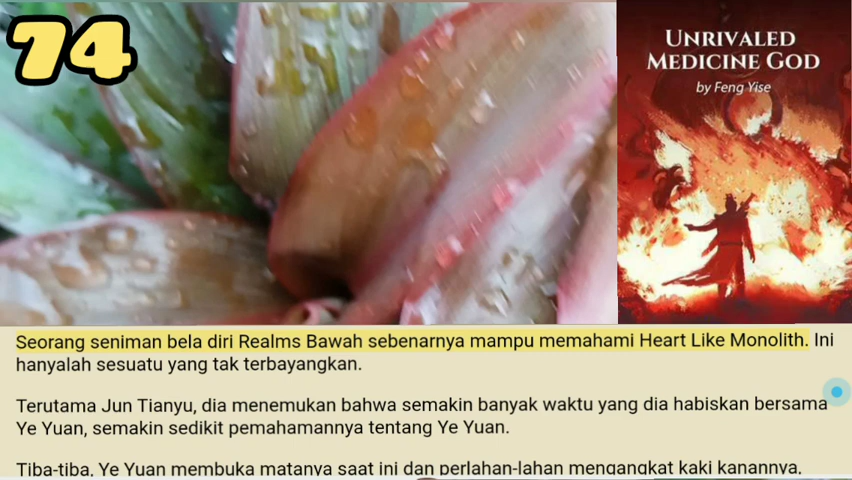 74
UNRIVALED
MEDICINE GOD
by Feng Yise
Seorang seniman bela diri Realms Bawah sebenarnya mampu memahami Heart Like Monolith. Ini
hanyalah sesuatu yang tak terbayangkan.
Terutama Jun Tianyu, dia menemukan bahwa semakin banyak waktu yang dia habiskan bersama
Ye Yuan, semakin sedikit pemahamannya tentang Ye Yuan.
Tiba-tiba, Ye Yuan membuka matanya saat ini dan perlahan-lahan mengangkat kaki kanannya.